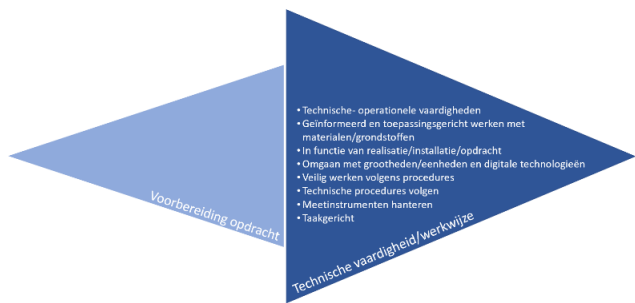 Voorbereiding opdracht
• Technische- operationele vaardigheden
• Geïnformeerd en toepassingsgericht werken met
materialen/grondstoffen
• In functie van realisatie/installatie/opdracht
• Omgaan met grootheden/eenheden en digitale technologieën
• Veilig werken volgens procedures
• Technische procedures volgen
• Meetinstrumenten hanteren
• Taakgericht
Technische vaardigheid/werkwijze